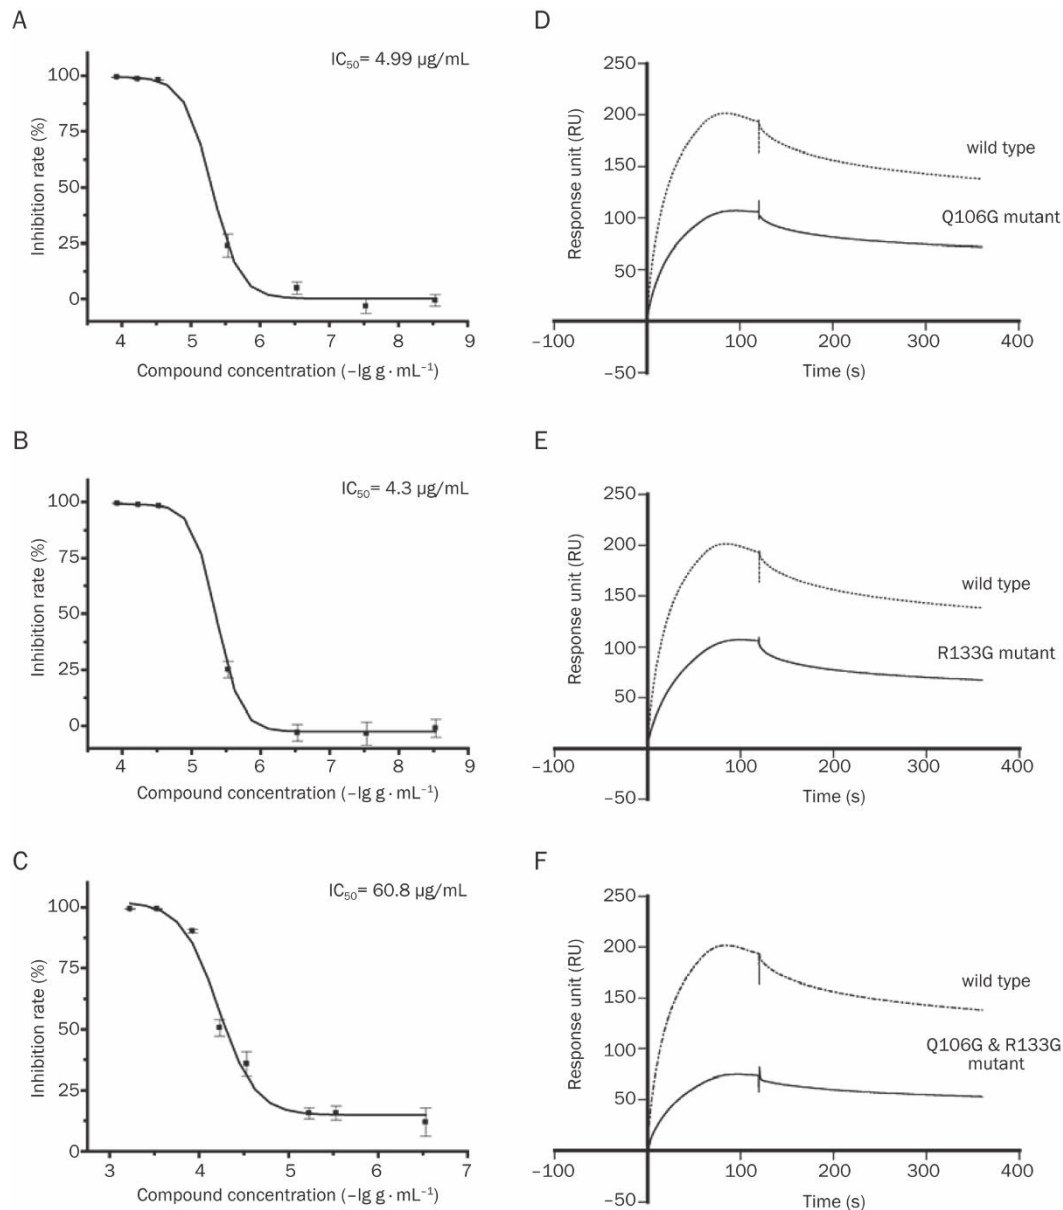 A
IC50= 4.99 µg/mL
Inhibition rate (%)
100
75
50
25
0
4 5 6 7 8 9
Compound concentration (–lg g · mL–1)
D
Response unit (RU)
250
200
150
100
50
–50
–100 100 200 300 400
wild type
Q106G mutant
Time (s)
B
IC50= 4.3 µg/mL
Inhibition rate (%)
100
75
50
25
0
4 5 6 7 8 9
Compound concentration (–lg g · mL–1)
E
Response unit (RU)
250
200
150
100
50
–50
–100 100 200 300 400
wild type
R133G mutant
Time (s)
C
IC50= 60.8 µg/mL
Inhibition rate (%)
100
75
50
25
0
3 4 5 6 7
Compound concentration (–lg g · mL–1)
F
Response unit (RU)
250
200
150
100
50
–50
–100 100 200 300 400
wild type
Q106G & R133G
mutant
Time (s)